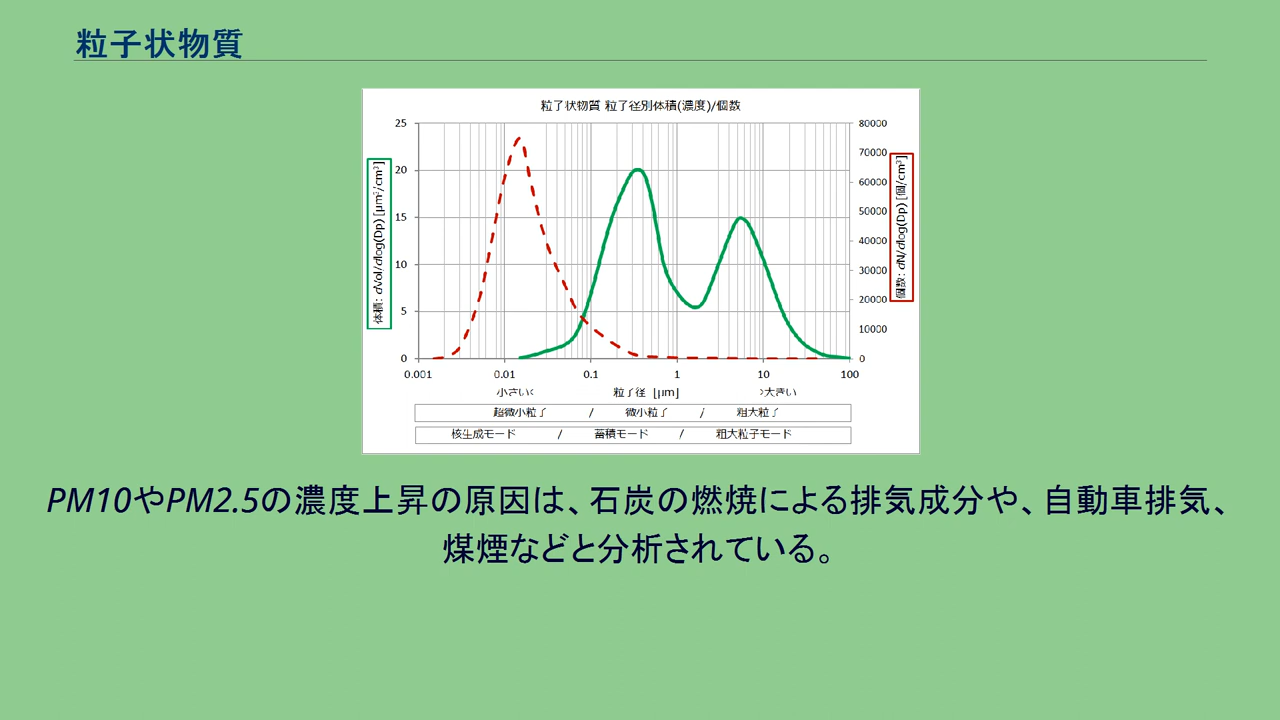 粒子状物質
粒子状物質 粒子径別体積(濃度)/個数
25
20
15
10
5
0
体積: dVol/dlog(Dp) [μm³/cm³]
80000
70000
60000
50000
40000
30000
20000
10000
0
個数: dN/dlog(Dp) [個/cm³]
0.001 0.01 0.1 1 10 100
小さい< 粒子径 [μm] >大きい
超微小粒子 / 微小粒子 / 粗大粒子
核生成モード / 蓄積モード / 粗大粒子モード
PM10やPM2.5の濃度上昇の原因は、石炭の燃焼による排気成分や、自動車排気、
煤煙などと分析されている。